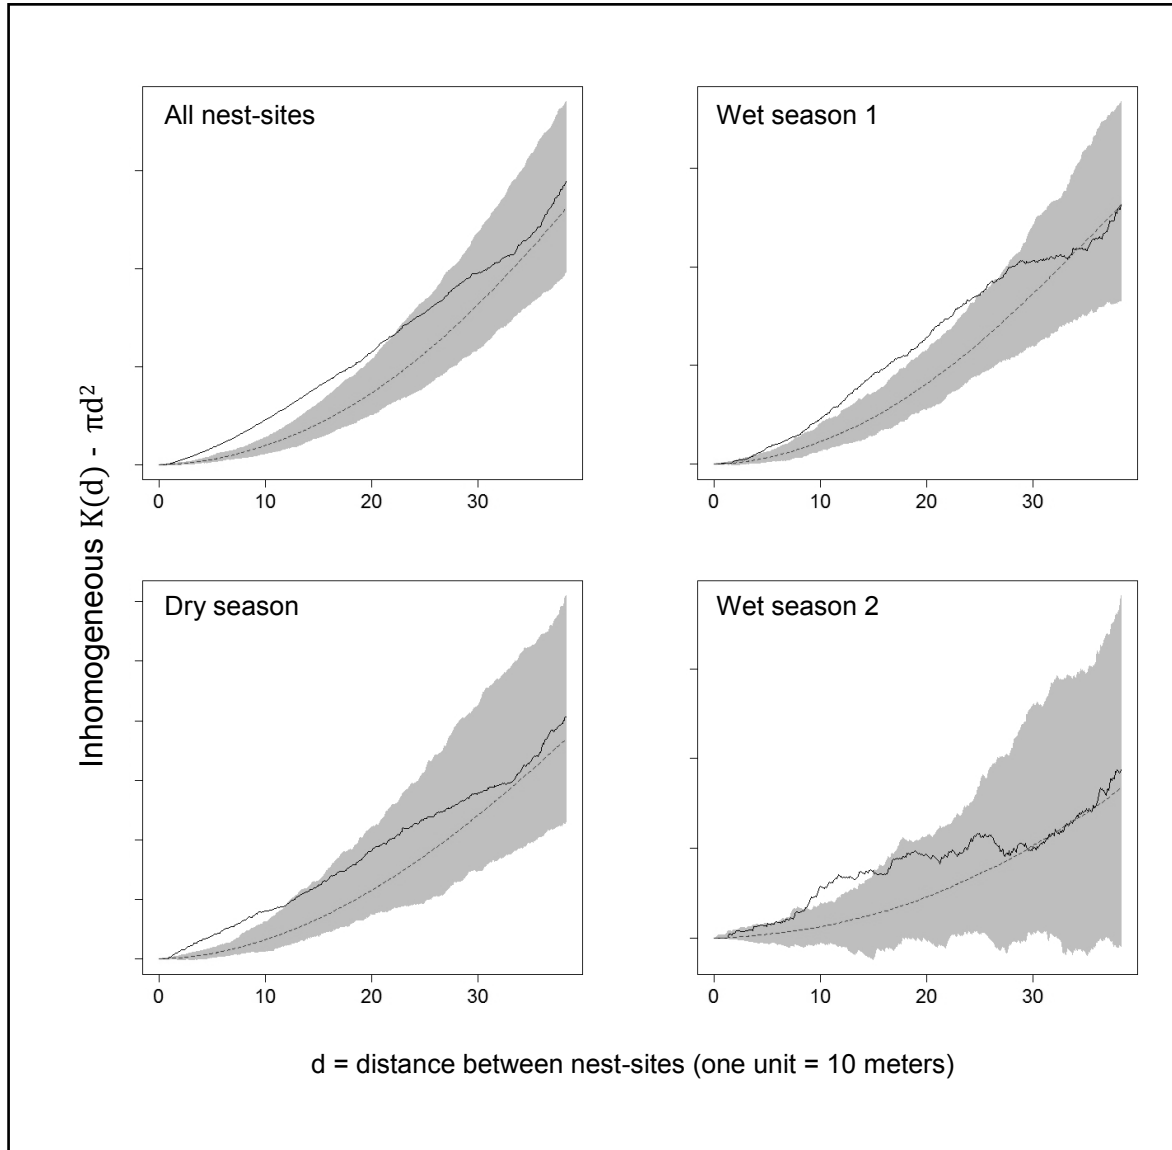 All nest-sites
Wet season 1
0 10 20 30
0 10 20 30
Inhomogeneous K(d) - πd²
Dry season
Wet season 2
0 10 20 30
0 10 20 30
d = distance between nest-sites (one unit = 10 meters)